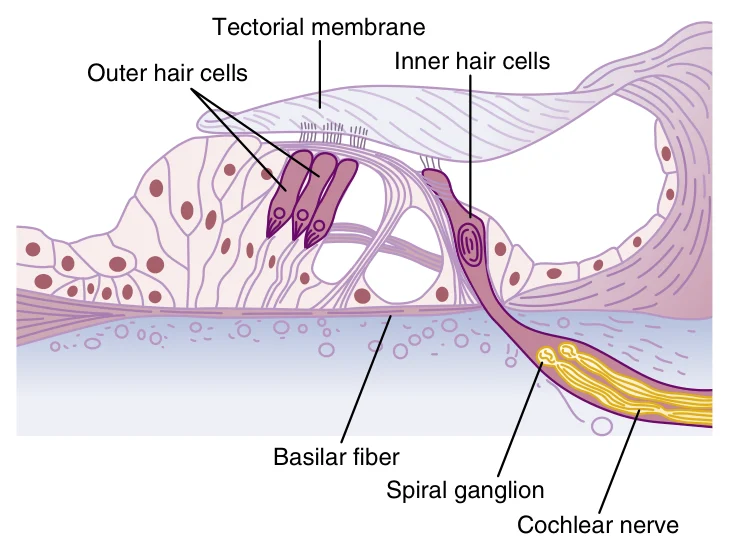 Tectorial membrane
Outer hair cells
Inner hair cells
Basilar fiber
Spiral ganglion
Cochlear nerve